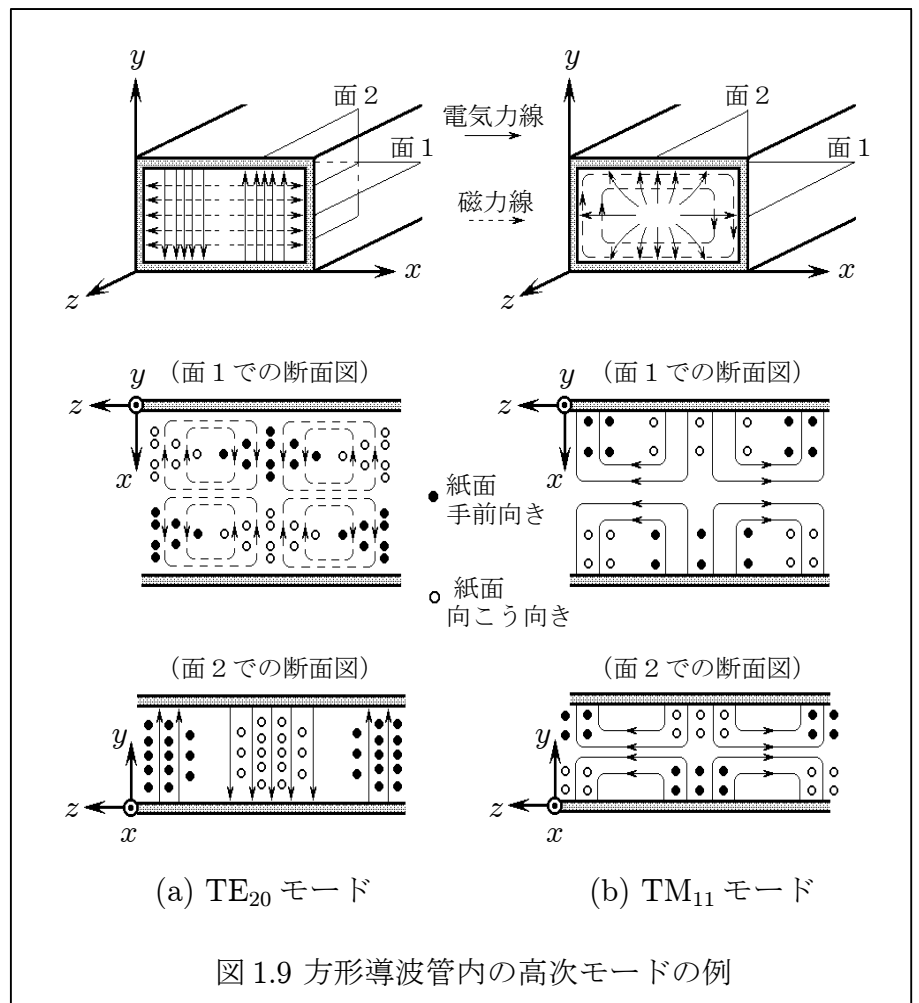 y
面 2
面 1
x
z
電気力線
磁力線
y
面 2
面 1
x
z
(面 1 での断面図)
y
z
x
(面 1 での断面図)
y
z
x
紙面
手前向き
紙面
向こう向き
(面 2 での断面図)
y
z
x
(面 2 での断面図)
y
z
x
(a) TE₂₀ モード
(b) TM₁₁ モード
図 1.9 方形導波管内の高次モードの例